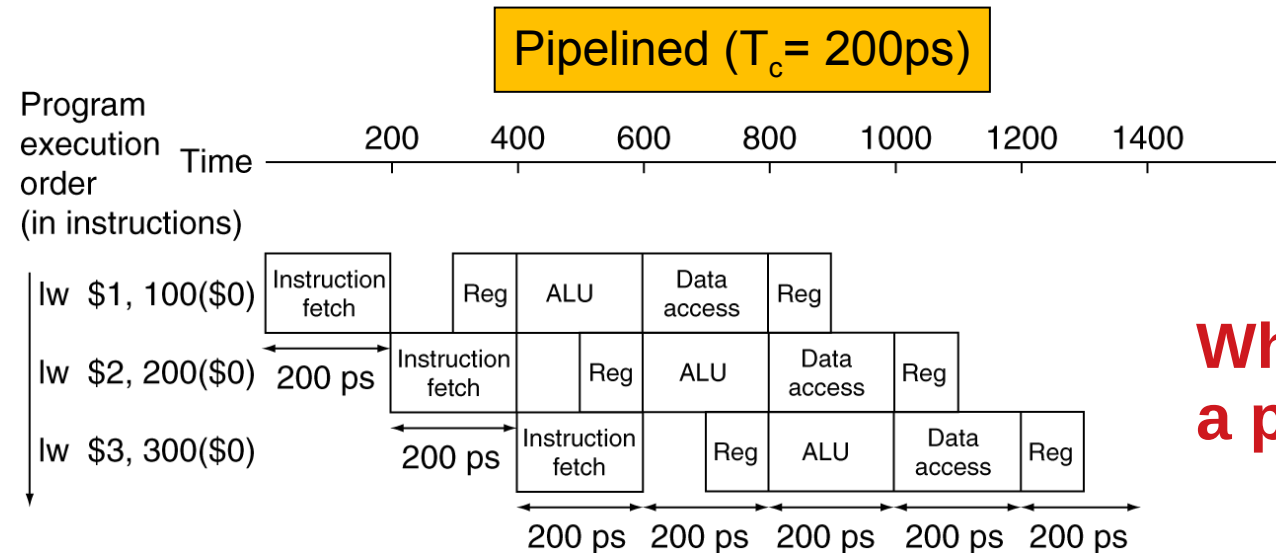 Pipelined (Tc= 200ps)
Program
execution
order
(in instructions)
Time
200 400 600 800 1000 1200 1400
lw $1, 100($0)
Instruction
fetch
Reg
ALU
Data
access
Reg
200 ps
lw $2, 200($0)
Instruction
fetch
Reg
ALU
Data
access
Reg
200 ps
lw $3, 300($0)
Instruction
fetch
Reg
ALU
Data
access
Reg
200 ps 200 ps 200 ps 200 ps 200 ps
a